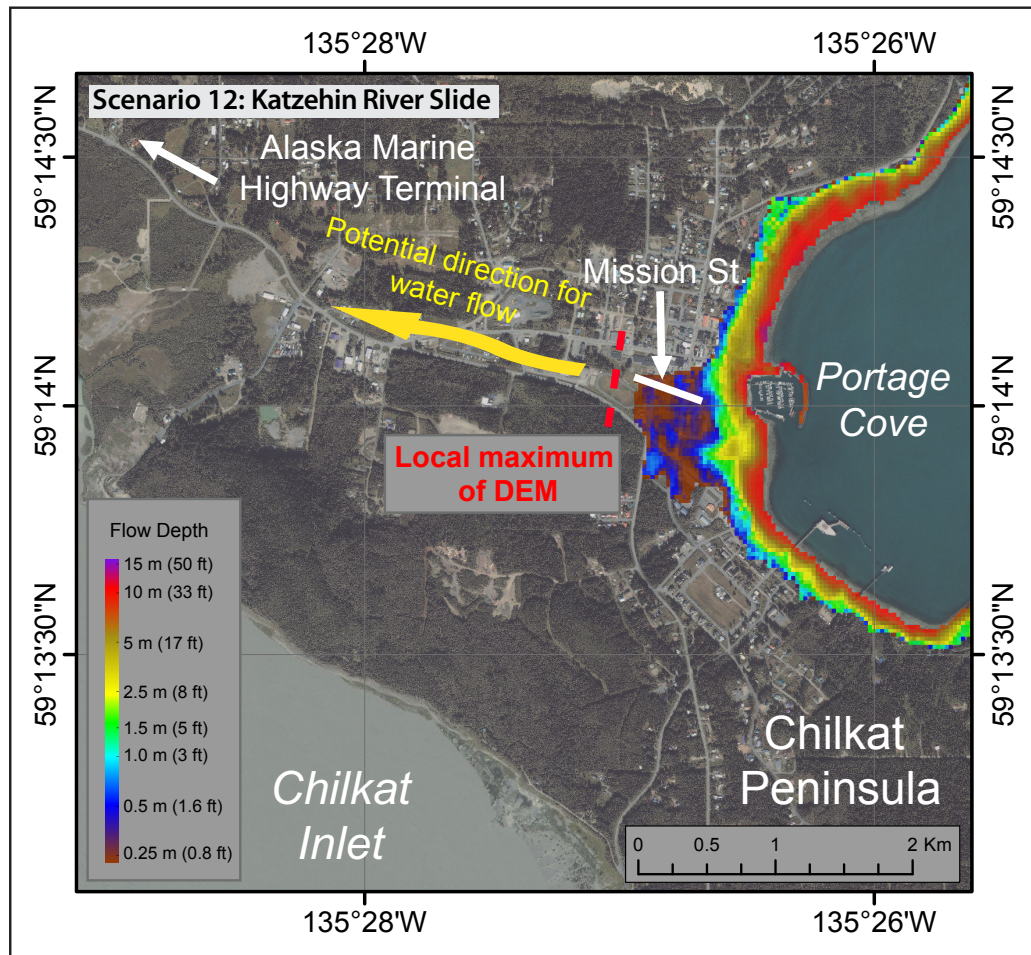 135°28'W
135°26'W
Scenario 12: Katzehin River Slide
59°14'30"N
59°14'30"N
Alaska Marine
Highway Terminal
Potential direction for
water flow
Mission St.
59°14'N
59°14'N
Portage
Cove
Local maximum
of DEM
Flow Depth
15 m (50 ft)
10 m (33 ft)
5 m (17 ft)
2.5 m (8 ft)
1.5 m (5 ft)
1.0 m (3 ft)
0.5 m (1.6 ft)
0.25 m (0.8 ft)
59°13'30"N
59°13'30"N
Chilkat
Peninsula
Chilkat
Inlet
0 0.5 1 2 Km
135°28'W
135°26'W